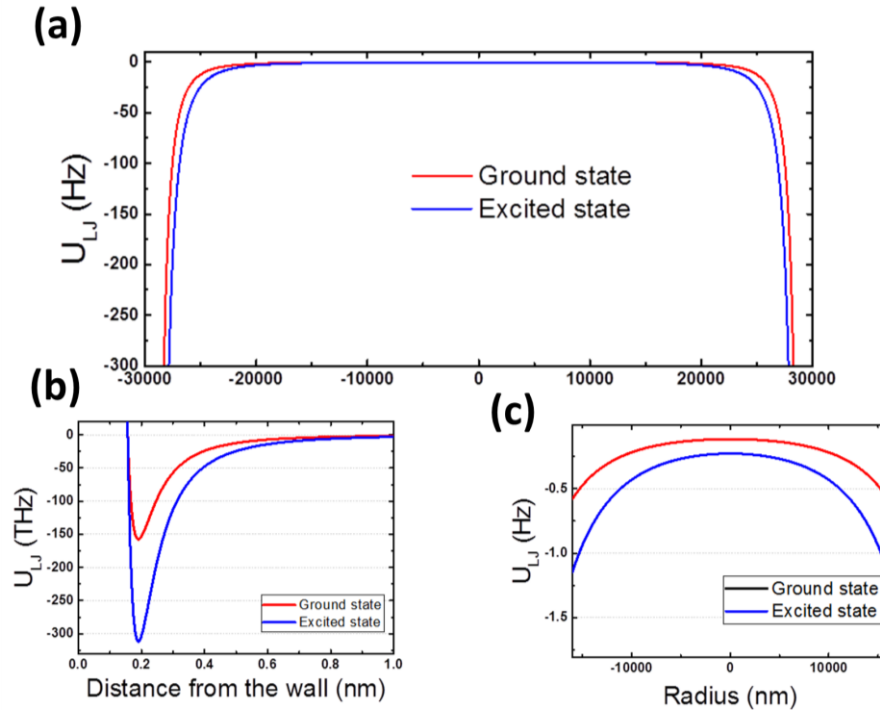 (a)
0
-50
-100
-150
-200
-250
-300
U_LJ (Hz)
Ground state
Excited state
-30000 -20000 -10000 0 10000 20000 30000
(b)
0
-50
-100
-150
-200
-250
-300
U_LJ (THz)
Ground state
Excited state
0.0 0.2 0.4 0.6 0.8 1.0
Distance from the wall (nm)
(c)
-0.5
-1.0
-1.5
U_LJ (Hz)
Ground state
Excited state
-10000 0 10000
Radius (nm)